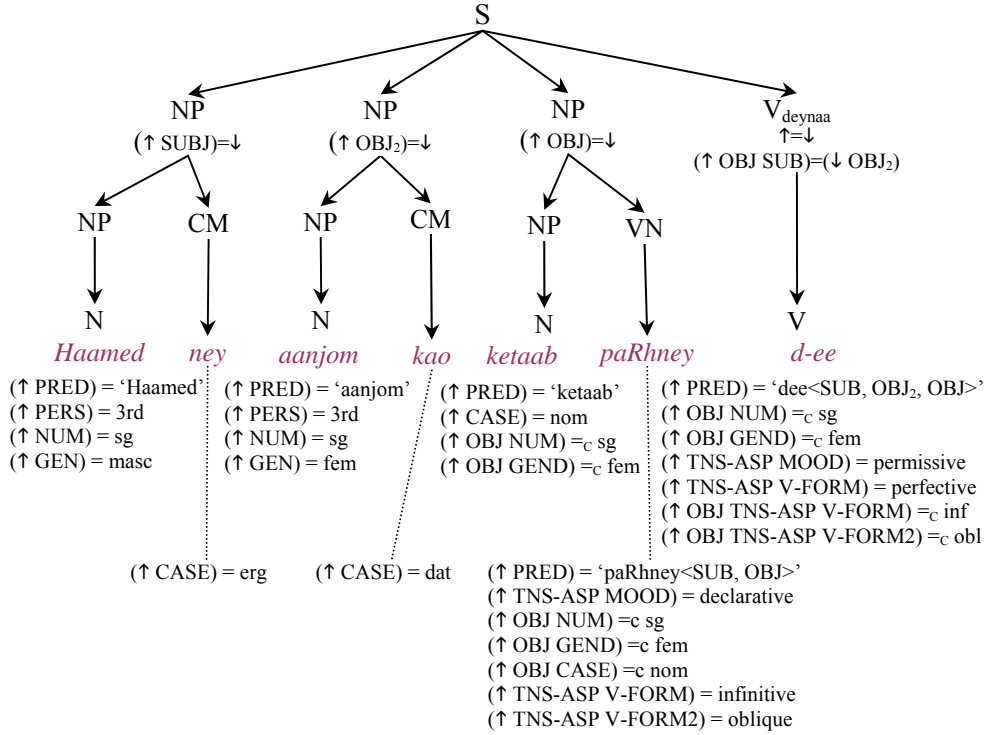 S
NP NP NP V_deynaa
(↑ SUBJ)=↓ (↑ OBJ₂)=↓ (↑ OBJ)=↓ ↑=↓
(↑ OBJ SUB)=(↓ OBJ₂)
NP CM NP CM NP VN
N N N V
Haamed ney aanjom kao ketaab paRhney d-ee
(↑ PRED) = ‘Haamed’
(↑ PERS) = 3rd
(↑ NUM) = sg
(↑ GEN) = masc
(↑ PRED) = ‘aanjom’
(↑ PERS) = 3rd
(↑ NUM) = sg
(↑ GEN) = fem
(↑ PRED) = ‘ketaab’
(↑ CASE) = nom
(↑ OBJ NUM) =C sg
(↑ OBJ GEND) =C fem
(↑ PRED) = ‘dee<SUB, OBJ₂, OBJ>’
(↑ OBJ NUM) =C sg
(↑ OBJ GEND) =C fem
(↑ TNS-ASP MOOD) = permissive
(↑ TNS-ASP V-FORM) = perfective
(↑ OBJ TNS-ASP V-FORM) =C inf
(↑ OBJ TNS-ASP V-FORM2) =C obl
(↑ CASE) = erg
(↑ CASE) = dat
(↑ PRED) = ‘paRhney<SUB, OBJ>’
(↑ TNS-ASP MOOD) = declarative
(↑ OBJ NUM) =c sg
(↑ OBJ GEND) =c fem
(↑ OBJ CASE) =c nom
(↑ TNS-ASP V-FORM) = infinitive
(↑ TNS-ASP V-FORM2) = oblique